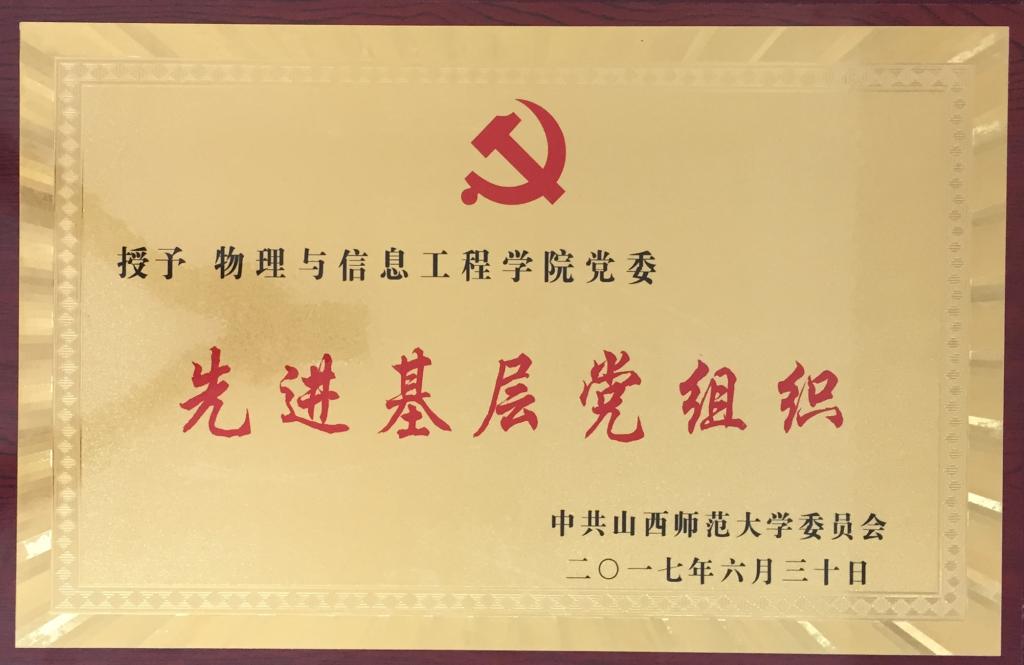 授予 物理与信息工程学院党委
先进基层党组织
中共山西师范大学委员会
二〇一七年六月三十日